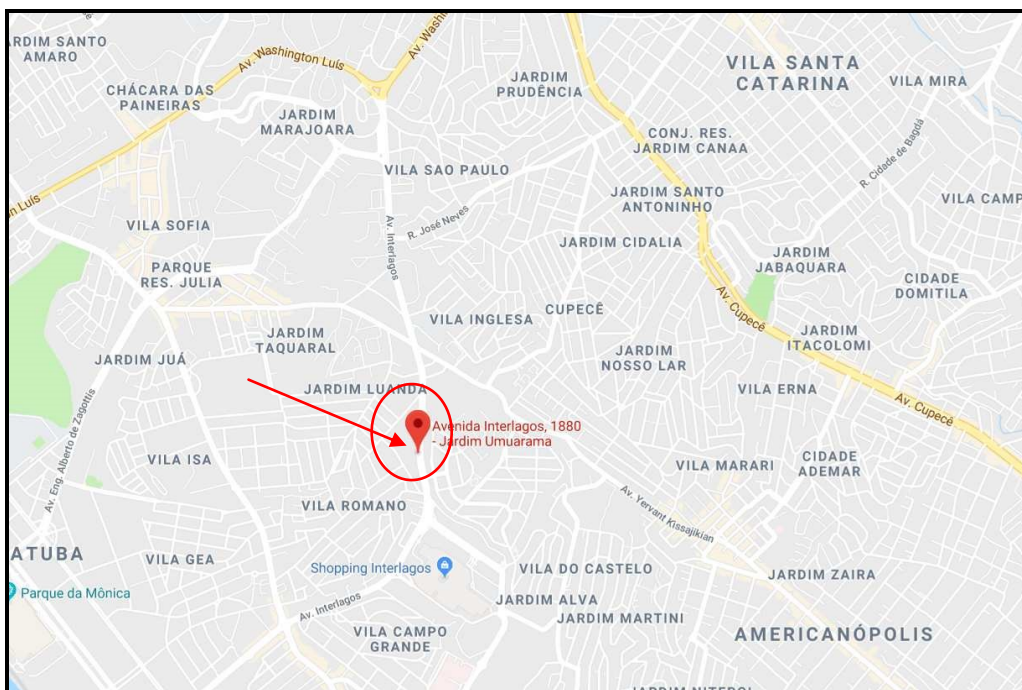 RDIM SANTO
AMARO
Av. Washington Luís
Av. Wash
VILA SANTA
CATARINA
VILA MIRA
CHÁCARA DAS
PAINEIRAS
JARDIM
PRUDÊNCIA
JARDIM
MARAJOARA
CONJ. RES.
JARDIM CANAA
R. Cidade de Bagdá
VILA SAO PAULO
JARDIM SANTO
ANTONINHO
VILA CAMP
n Luís
VILA SOFIA
Av. Interlagos
R. José Neves
JARDIM CIDALIA
JARDIM
JABAQUARA
PARQUE
RES. JULIA
CIDADE
DOMITILA
Av. Cupecê
CUPECÊ
VILA INGLESA
JARDIM
TAQUARAL
JARDIM
ITACOLOMI
JARDIM JUÁ
JARDIM
NOSSO LAR
JARDIM LUANDA
VILA ERNA
Av. Cupecê
Av. Eng. Alberto de Zagottis
Avenida Interlagos, 1880
- Jardim Umuarama
VILA ISA
VILA MARARI
CIDADE
ADEMAR
VILA ROMANO
Av. Yervant Kissajikian
ATUBA
VILA GEA
Shopping Interlagos
VILA DO CASTELO
JARDIM ZAIRA
Parque da Mônica
Av. Interlagos
JARDIM ALVA
JARDIM MARTINI
VILA CAMPO
GRANDE
AMERICANÓPOLIS